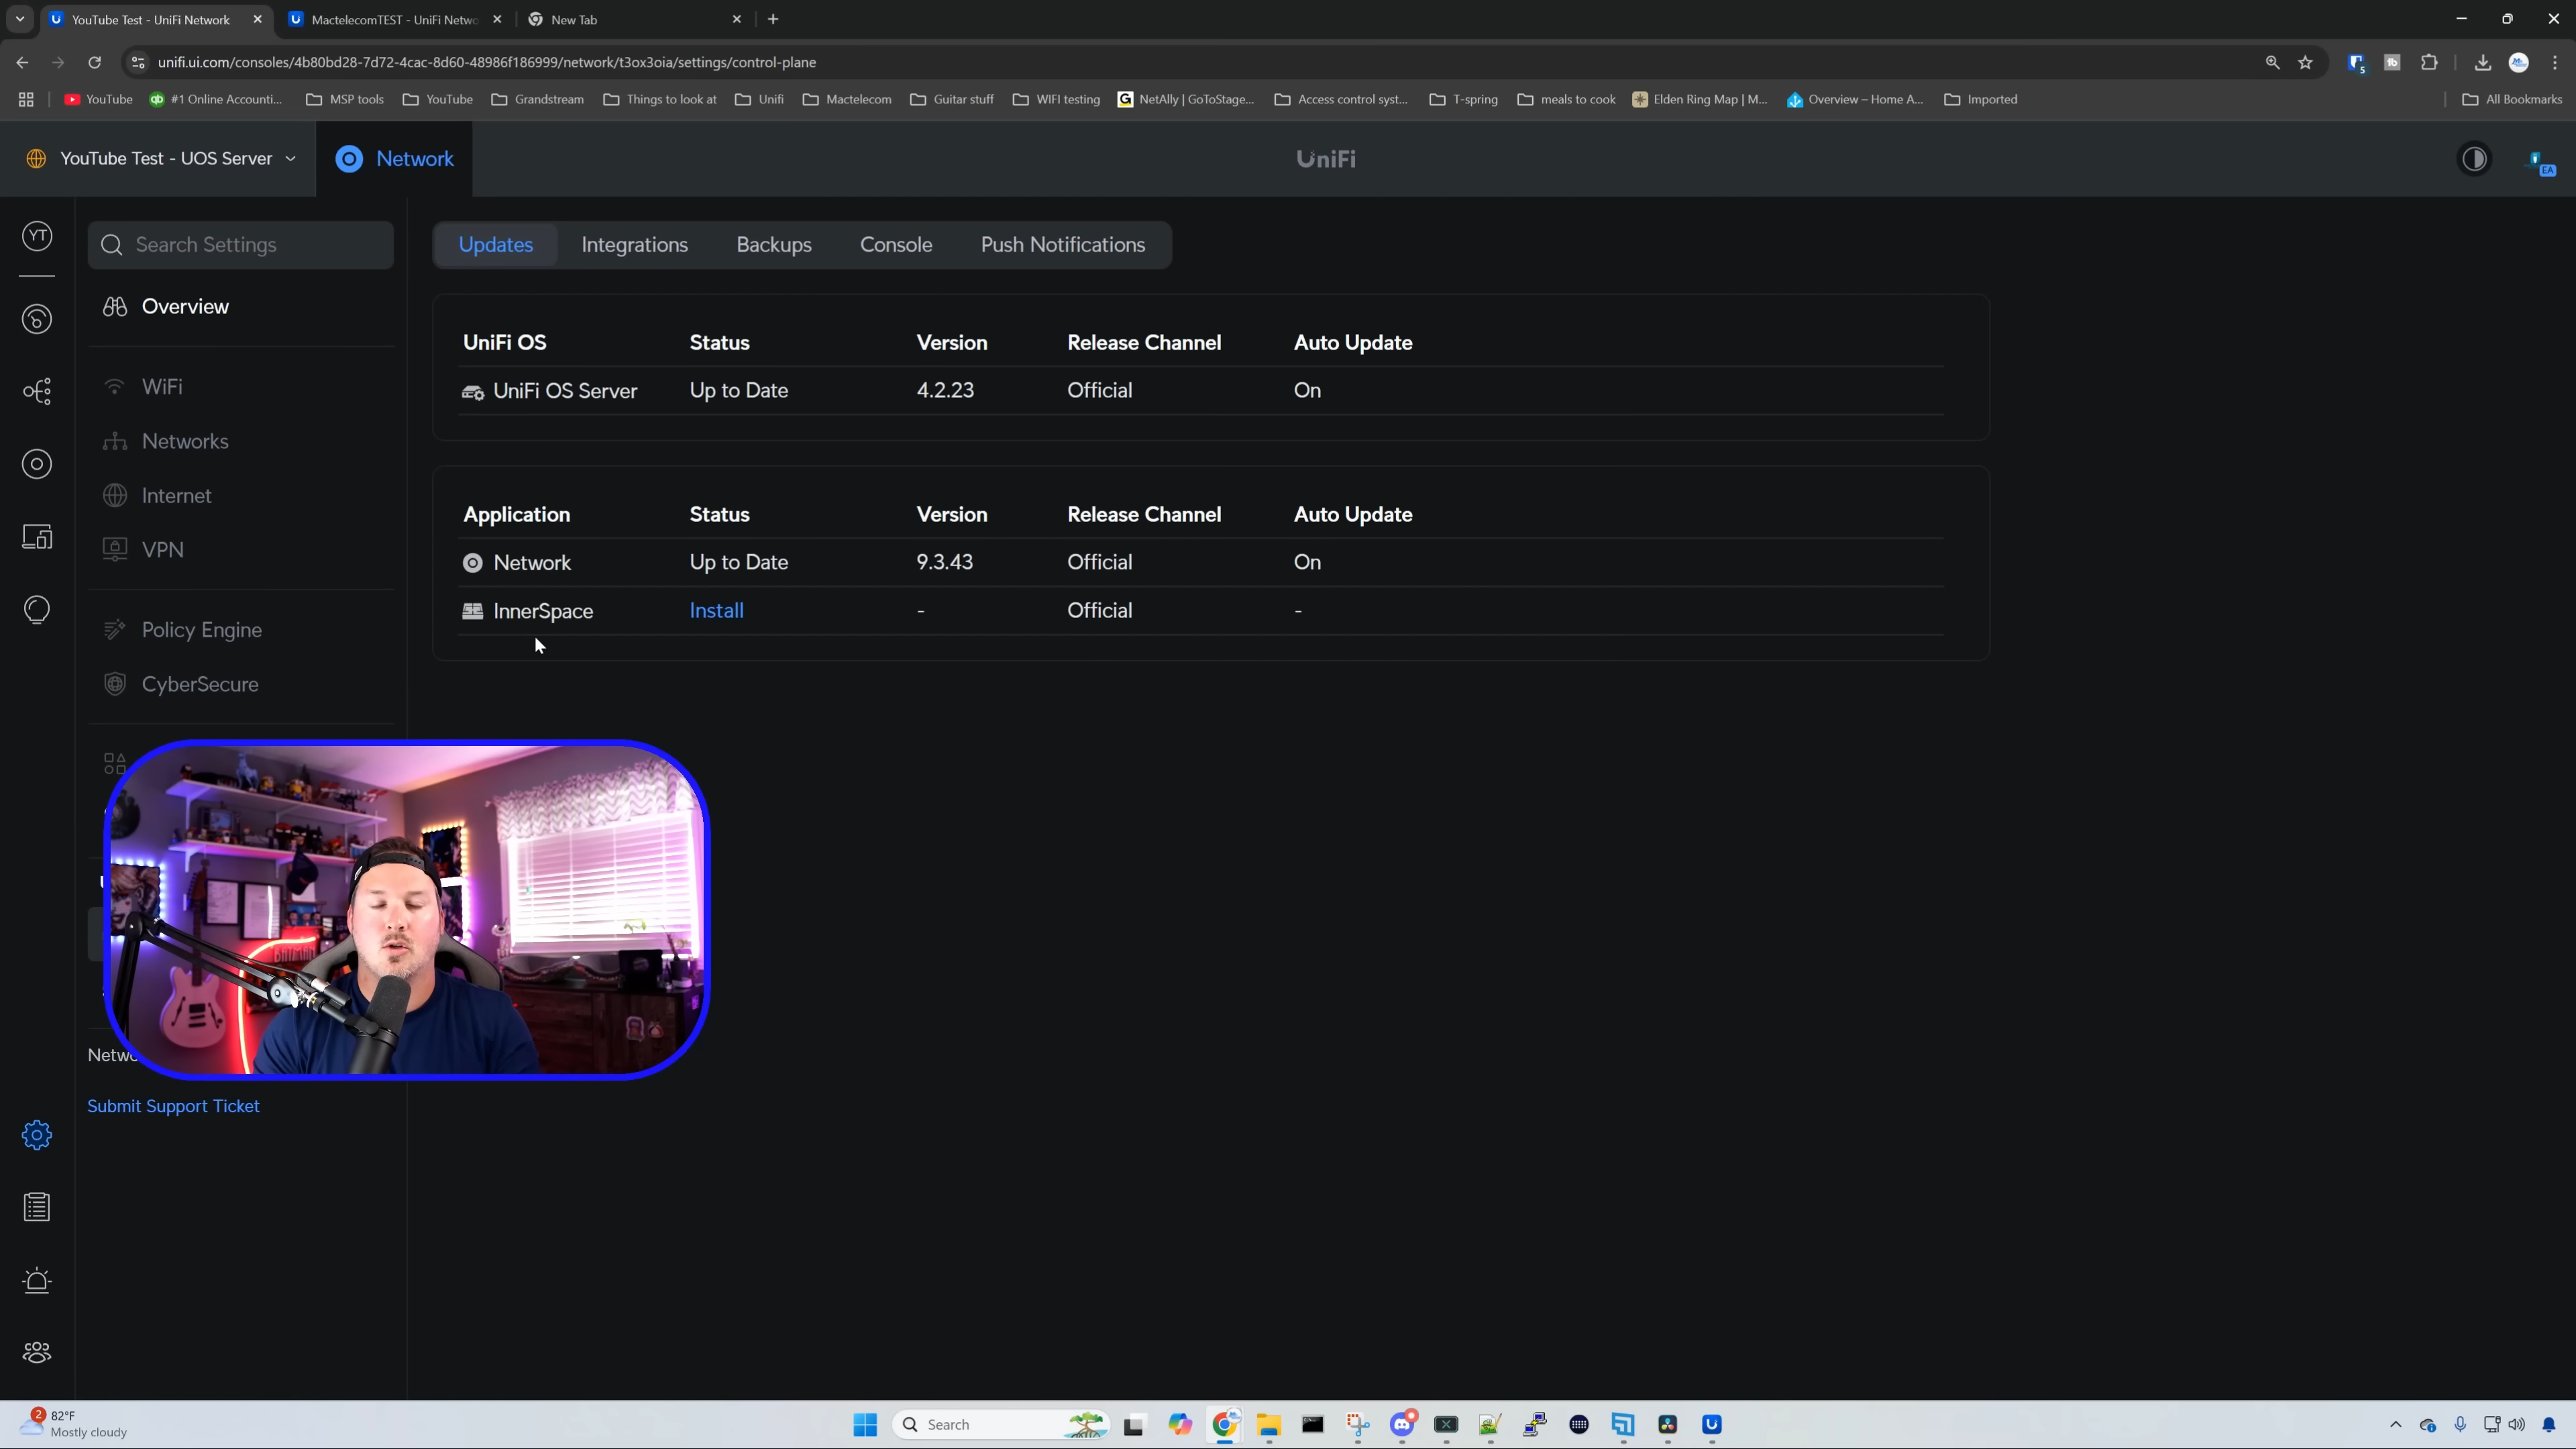 YouTube Test - UniFi Network
MactelecomTEST - UniFi Netwo
New Tab
unifi.ui.com/consoles/4b80bd28-7d72-4cac-8d60-48986f186999/network/t3ox3oia/settings/control-plane
YouTube
#1 Online Accounti...
MSP tools
YouTube
Grandstream
Things to look at
Unifi
Mactelecom
Guitar stuff
WIFI testing
NetAlly | GoToStage...
Access control syst...
T-spring
meals to cook
Elden Ring Map | M...
Overview – Home A...
Imported
All Bookmarks
YouTube Test - UOS Server
Network
UniFi
EA
YT
Search Settings
Updates Integrations Backups Console Push Notifications
Overview
WiFi
Networks
Internet
VPN
Policy Engine
CyberSecure
UniFi OS Status Version Release Channel Auto Update
UniFi OS Server Up to Date 4.2.23 Official On
Application Status Version Release Channel Auto Update
Network Up to Date 9.3.43 Official On
InnerSpace Install - Official -
BATMAN
Netwo
Submit Support Ticket
2
82°F
Mostly cloudy
Search